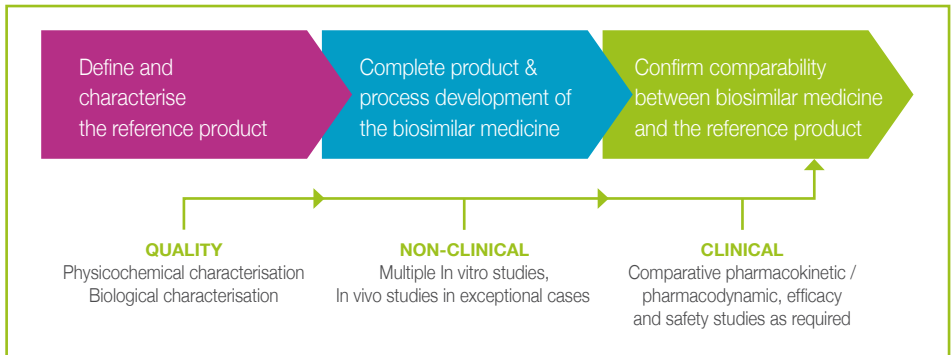 Define and
characterise
the reference product
Complete product &
process development of
the biosimilar medicine
Confirm comparability
between biosimilar medicine
and the reference product
QUALITY
Physicochemical characterisation
Biological characterisation
NON-CLINICAL
Multiple In vitro studies,
In vivo studies in exceptional cases
CLINICAL
Comparative pharmacokinetic /
pharmacodynamic, efficacy
and safety studies as required